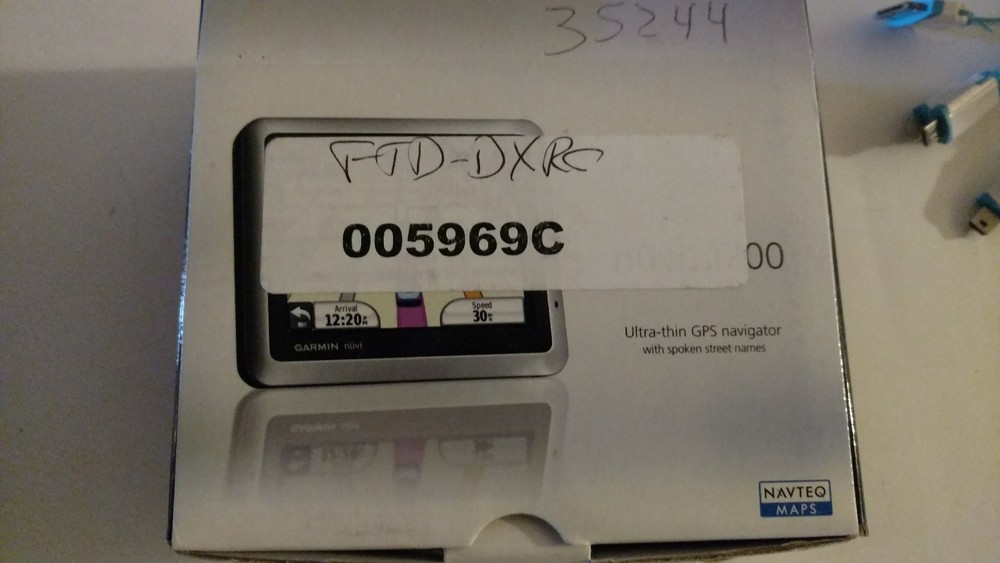 35244
FTD-DXRC
005969C
00
Arrival
12:20
Speed
30
GARMIN nüvi
Ultra-thin GPS navigator
with spoken street names
NAVTEQ
MAPS